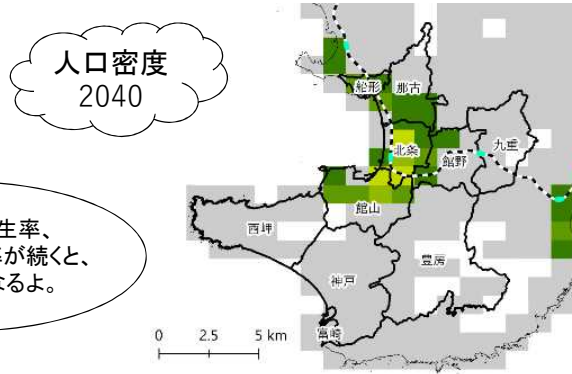 人口密度
2040
生率、
率が続くと、
なるよ。
船形
那古
北条
館野
九重
館山
西岬
豊房
神戸
富崎
0 2.5 5 km